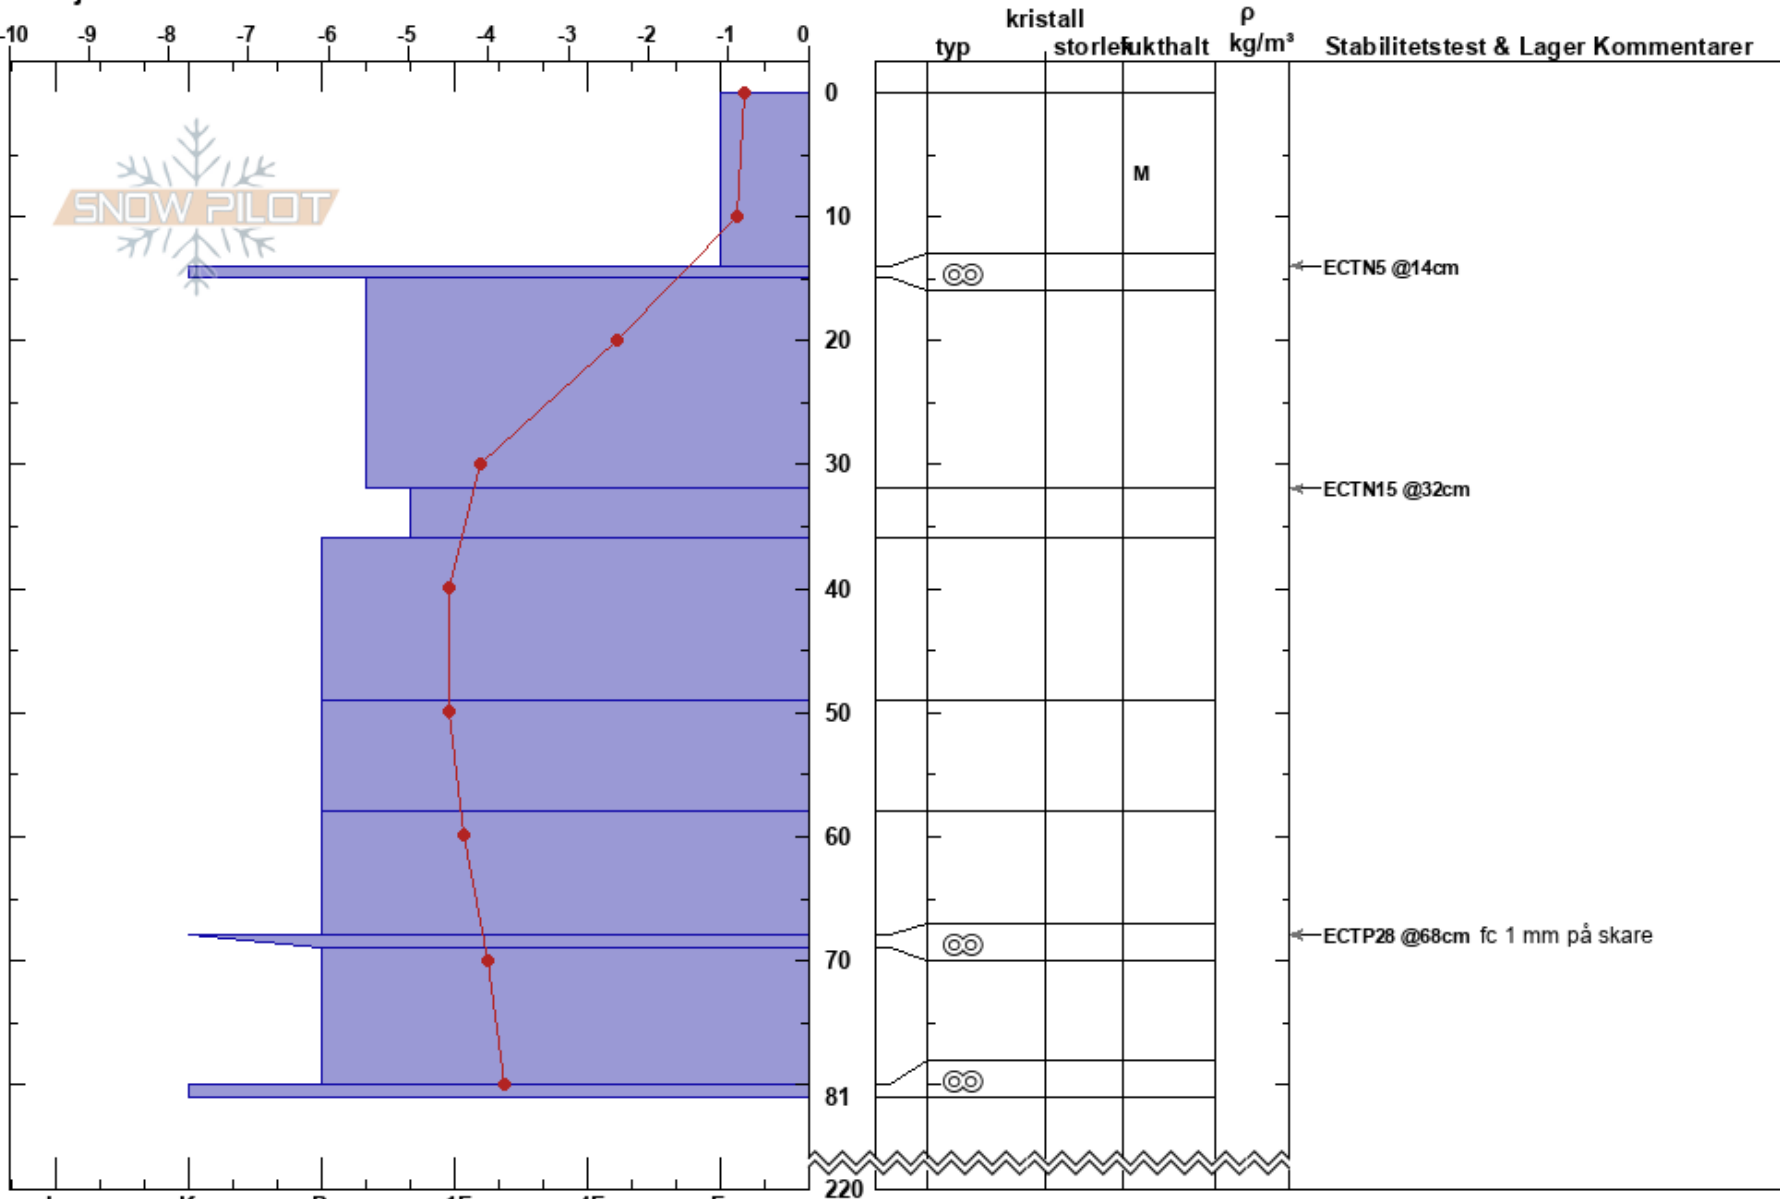 kristall ρ
-10 -9 -8 -7 -6 -5 -4 -3 -2 -1 0 typ storlek fukthalt kg/m³ Stabilitetstest & Lager Kommentarer
0
M
SNOW PILOT
10
ECTN5 @14cm
20
30
ECTN15 @32cm
40
50
60
ECTP28 @68cm fc 1 mm på skare
70
81
220